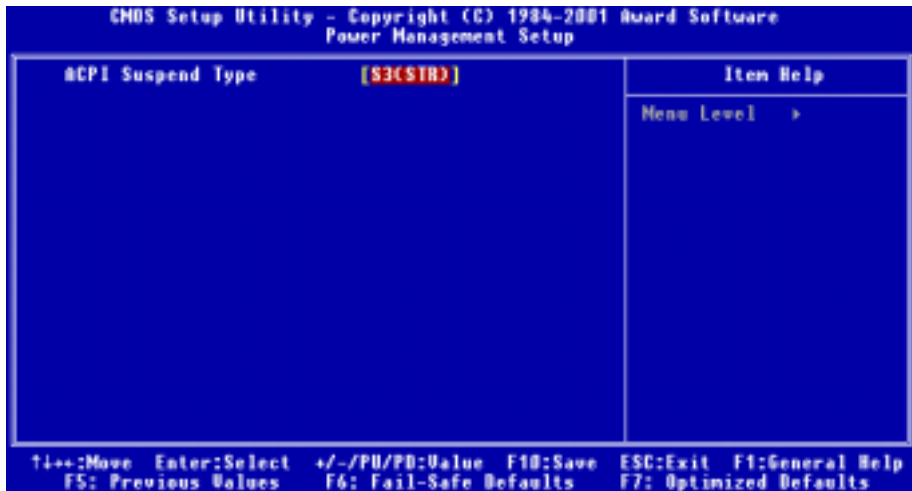 CMOS Setup Utility - Copyright (C) 1984-2001 Award Software
Power Management Setup
ACPI Suspend Type [S3(STR)]
Item Help
Menu Level ▸
↑↓→←:Move Enter:Select +/-/PU/PD:Value F10:Save ESC:Exit F1:General Help
F5: Previous Values F6: Fail-Safe Defaults F7: Optimized Defaults